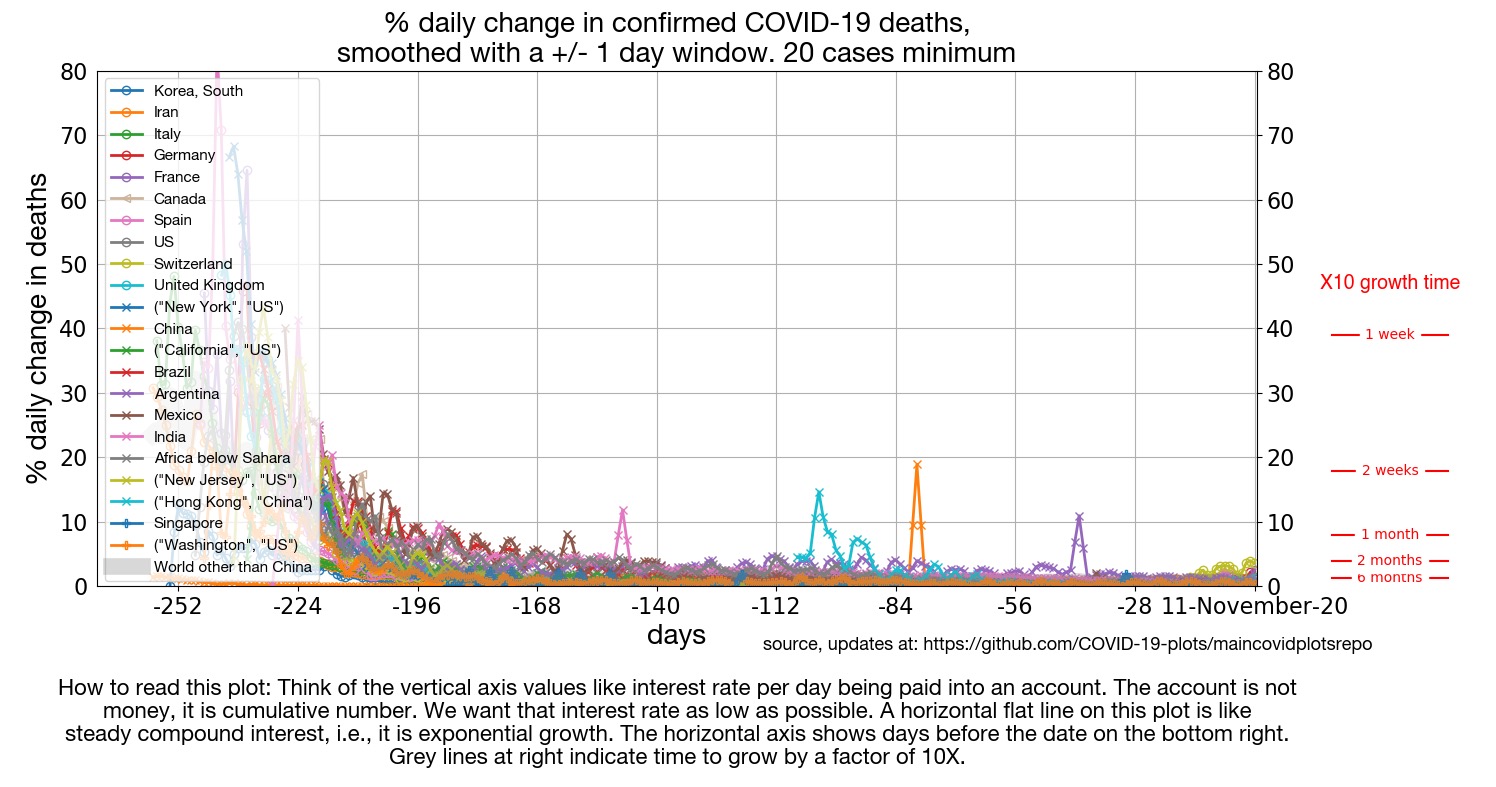 % daily change in confirmed COVID-19 deaths,
smoothed with a +/- 1 day window. 20 cases minimum
% daily change in deaths
80
70
60
50
40
30
20
10
0
Korea, South
Iran
Italy
Germany
France
Canada
Spain
US
Switzerland
United Kingdom
("New York", "US")
China
("California", "US")
Brazil
Argentina
Mexico
India
Africa below Sahara
("New Jersey", "US")
("Hong Kong", "China")
Singapore
("Washington", "US")
World other than China
80
70
60
50
40
30
20
10
0
X10 growth time
1 week
2 weeks
1 month
2 months
6 months
-252 -224 -196 -168 -140 -112 -84 -56 -28 11-November-20
days
source, updates at: https://github.com/COVID-19-plots/maincovidplotsrepo
How to read this plot: Think of the vertical axis values like interest rate per day being paid into an account. The account is not
money, it is cumulative number. We want that interest rate as low as possible. A horizontal flat line on this plot is like
steady compound interest, i.e., it is exponential growth. The horizontal axis shows days before the date on the bottom right.
Grey lines at right indicate time to grow by a factor of 10X.